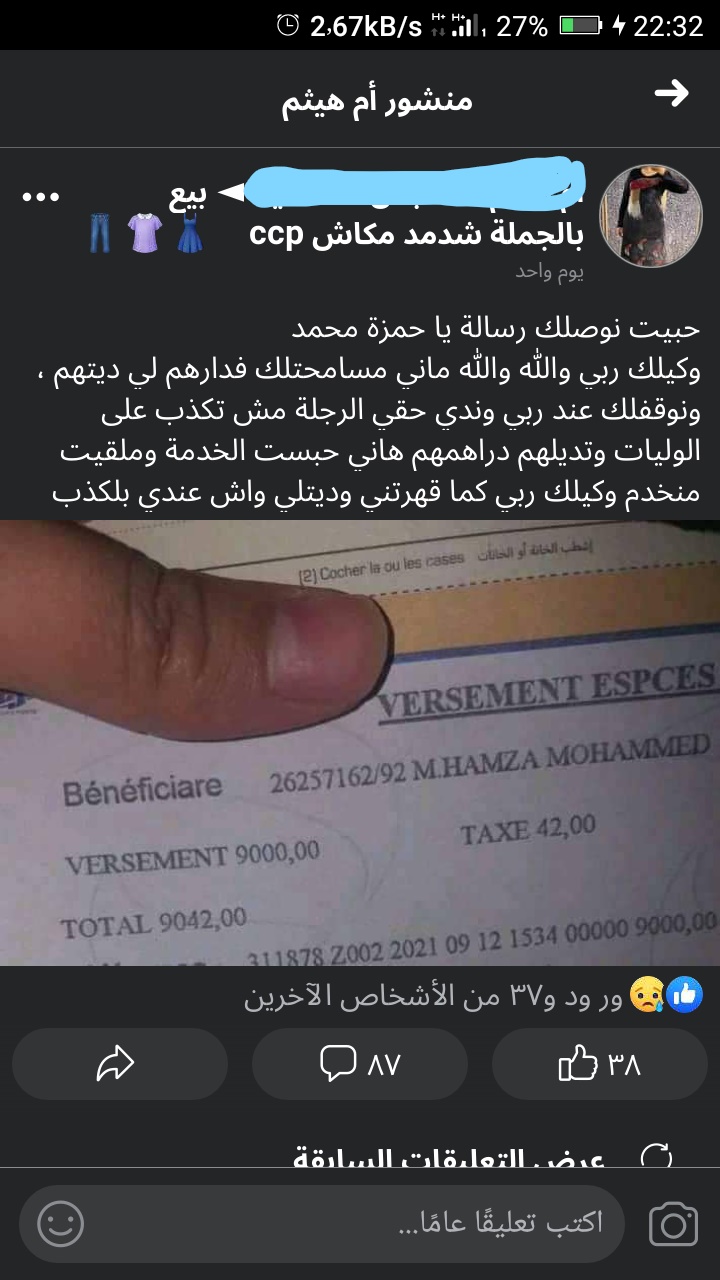 2,67kB/s H+ H+ 1 27% 22:32
منشور أم هيثم
بيع
بالجملة شدمد مكاش ccp
يوم واحد
حبيت نوصلك رسالة يا حمزة محمد
وكيلك ربي والله والله ماني مسامحتلك فدارهم لي ديتهم ،
ونوقفلك عند ربي وندي حقي الرجلة مش تكذب على
الوليات وتديلهم دراهمهم هاني حبست الخدمة وملقيت
منخدم وكيلك ربي كما قهرتني وديتلي واش عندي بلكذب
(2) Cocher la ou les cases إشطب الخانة أو الخانات
VERSEMENT ESPCES
Bénéficiare 26257162/92 M.HAMZA MOHAMMED
VERSEMENT 9000,00 TAXE 42,00
TOTAL 9042,00
311878 Z002 2021 09 12 1534 00000 9000,00
ور ود و٣٧ من الأشخاص الآخرين
٣٨ ٨٧
عرض التعليقات السابقة
اكتب تعليقًا عامًا...